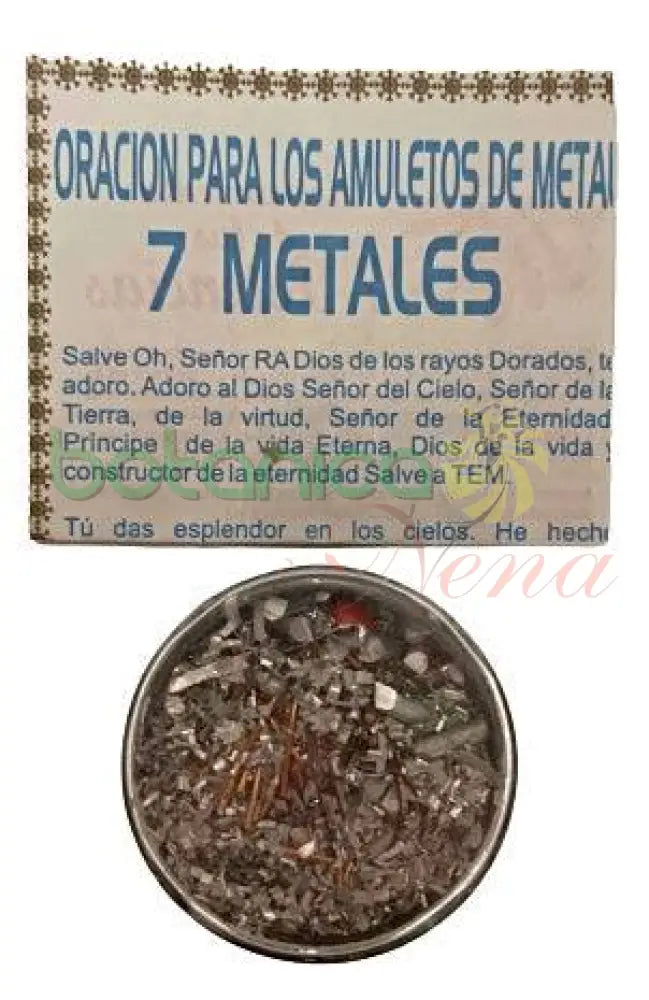 ORACION PARA LOS AMULETOS DE METAL
7 METALES
Salve Oh, Señor RA Dios de los rayos Dorados, te
adoro. Adoro al Dios Señor del Cielo, Señor de la
Tierra, de la virtud, Señor de la Eternidad
Principe de la vida Eterna, Dios de la vida y
constructor de la eternidad Salve a TEM.
botanica
Tú das esplendor en los cielos. He hecho
Nena